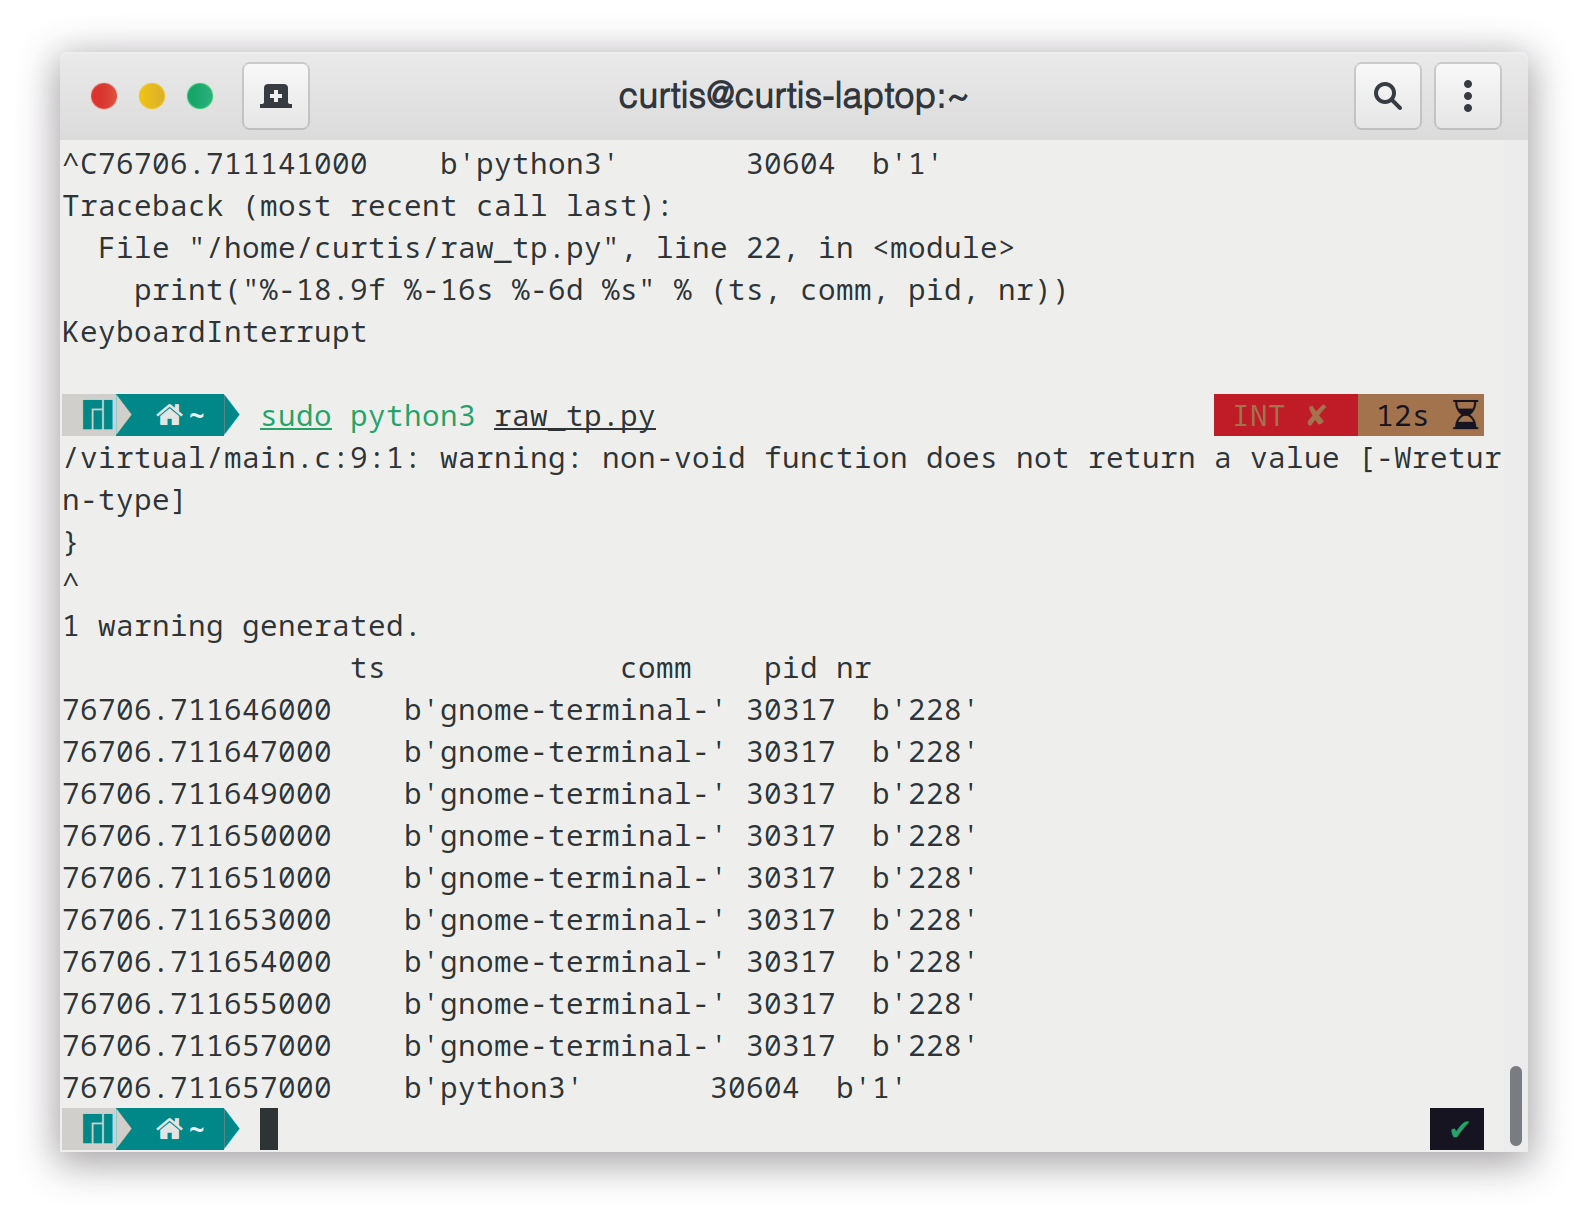 curtis@curtis-laptop:~
^C76706.711141000    b'python3'       30604  b'1'
Traceback (most recent call last):
  File "/home/curtis/raw_tp.py", line 22, in <module>
    print("%-18.9f %-16s %-6d %s" % (ts, comm, pid, nr))
KeyboardInterrupt
~ sudo python3 raw_tp.py INT ✘ 12s
/virtual/main.c:9:1: warning: non-void function does not return a value [-Wretur
n-type]
}
^
1 warning generated.
                ts             comm    pid nr
76706.711646000    b'gnome-terminal-' 30317  b'228'
76706.711647000    b'gnome-terminal-' 30317  b'228'
76706.711649000    b'gnome-terminal-' 30317  b'228'
76706.711650000    b'gnome-terminal-' 30317  b'228'
76706.711651000    b'gnome-terminal-' 30317  b'228'
76706.711653000    b'gnome-terminal-' 30317  b'228'
76706.711654000    b'gnome-terminal-' 30317  b'228'
76706.711655000    b'gnome-terminal-' 30317  b'228'
76706.711657000    b'gnome-terminal-' 30317  b'228'
76706.711657000    b'python3'       30604  b'1'
~ ✔